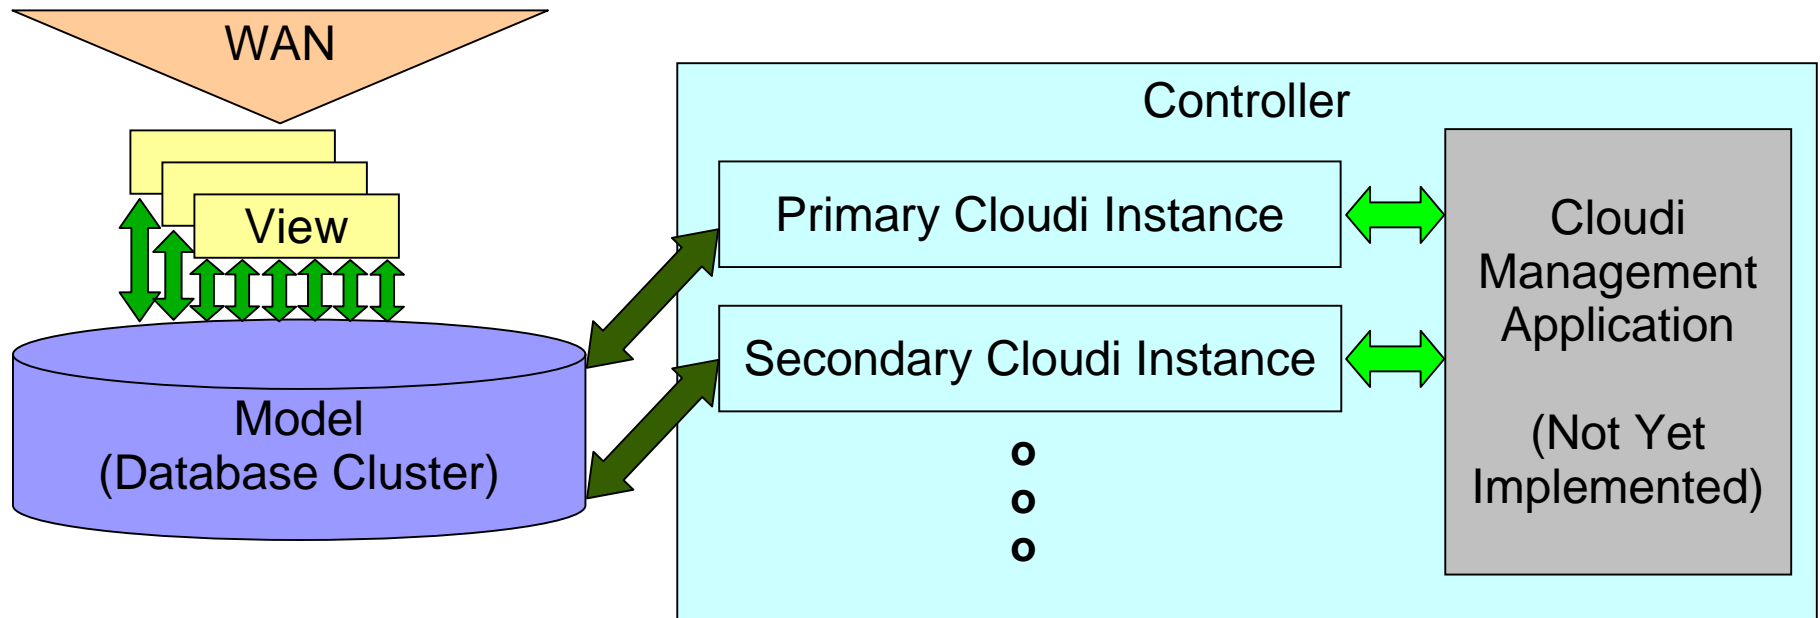 WAN
View
Model
(Database Cluster)
Controller
Primary Cloudi Instance
Secondary Cloudi Instance
o
o
o
Cloudi
Management
Application
(Not Yet
Implemented)